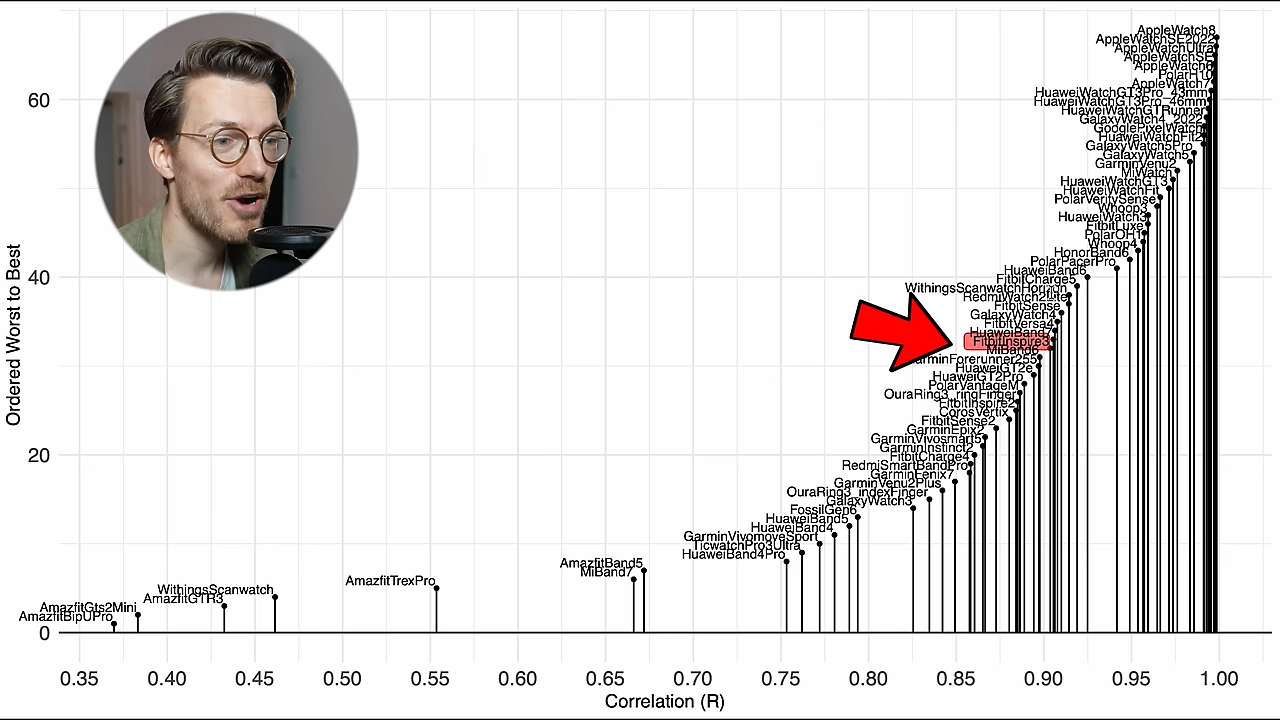 AppleWatch8
AppleWatchSE2022
AppleWatchUltra
AppleWatchSE
AppleWatch6
PolarH10
AppleWatch7
HuaweiWatchGT3Pro_43mm
60
HuaweiWatchGT3Pro_46mm
HuaweiWatchGTRunner
GalaxyWatch4_2022
GooglePixelWatch
HuaweiWatchFit2
GalaxyWatch5Pro
GalaxyWatch5
GarminVenu2
MiWatch
HuaweiWatchGT3
HuaweiWatchFit
PolarVerifySense
Whoop3
HuaweiWatch3
FitbitLuxe
PolarOH1
Whoop4
HonorBand6
PolarPacerPro
HuaweiBand6
40
FitbitCharge5
WithingsScanwatchHorizon
RedmiWatch2Lite
FitbitSense
GalaxyWatch4
FitbitVersa4
HuaweiBand7
FitbitInspire3
MiBand6
arminForerunner255
HuaweiGT2e
HuaweiGT2Pro
PolarVantageM
OuraRing3_ringFinger
FitbitInspire2
CorosVertix
FitbitSense2
GarminEpix2
GarminVivosmart5
GarminInstinct2
20
FitbitCharge4
RedmiSmartBandPro
GarminFenix7
GarminVenu2Plus
OuraRing3_indexFinger
GalaxyWatch3
FossilGen6
HuaweiBand5
HuaweiBand4
GarminVivomoveSport
TicwatchPro3Ultra
HuaweiBand4Pro
AmazfitBand5
MiBand7
AmazfitTrexPro
WithingsScanwatch
AmazfitGTR3
AmazfitGts2Mini
AmazfitBipUPro
0
Ordered Worst to Best
0.35 0.40 0.45 0.50 0.55 0.60 0.65 0.70 0.75 0.80 0.85 0.90 0.95 1.00
Correlation (R)